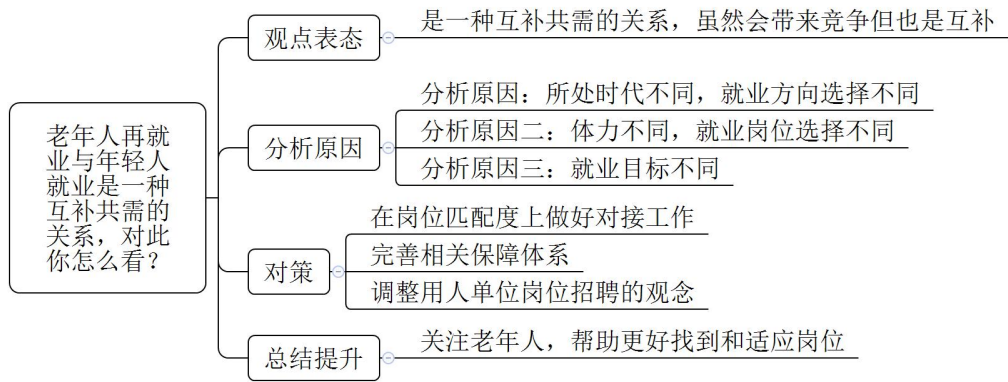 老年人再就
业与年轻人
就业是一种
互补共需的
关系，对此
你怎么看？
观点表态
是一种互补共需的关系，虽然会带来竞争但也是互补
分析原因
分析原因：所处时代不同，就业方向选择不同
分析原因二：体力不同，就业岗位选择不同
分析原因三：就业目标不同
对策
在岗位匹配度上做好对接工作
完善相关保障体系
调整用人单位岗位招聘的观念
总结提升
关注老年人，帮助更好找到和适应岗位